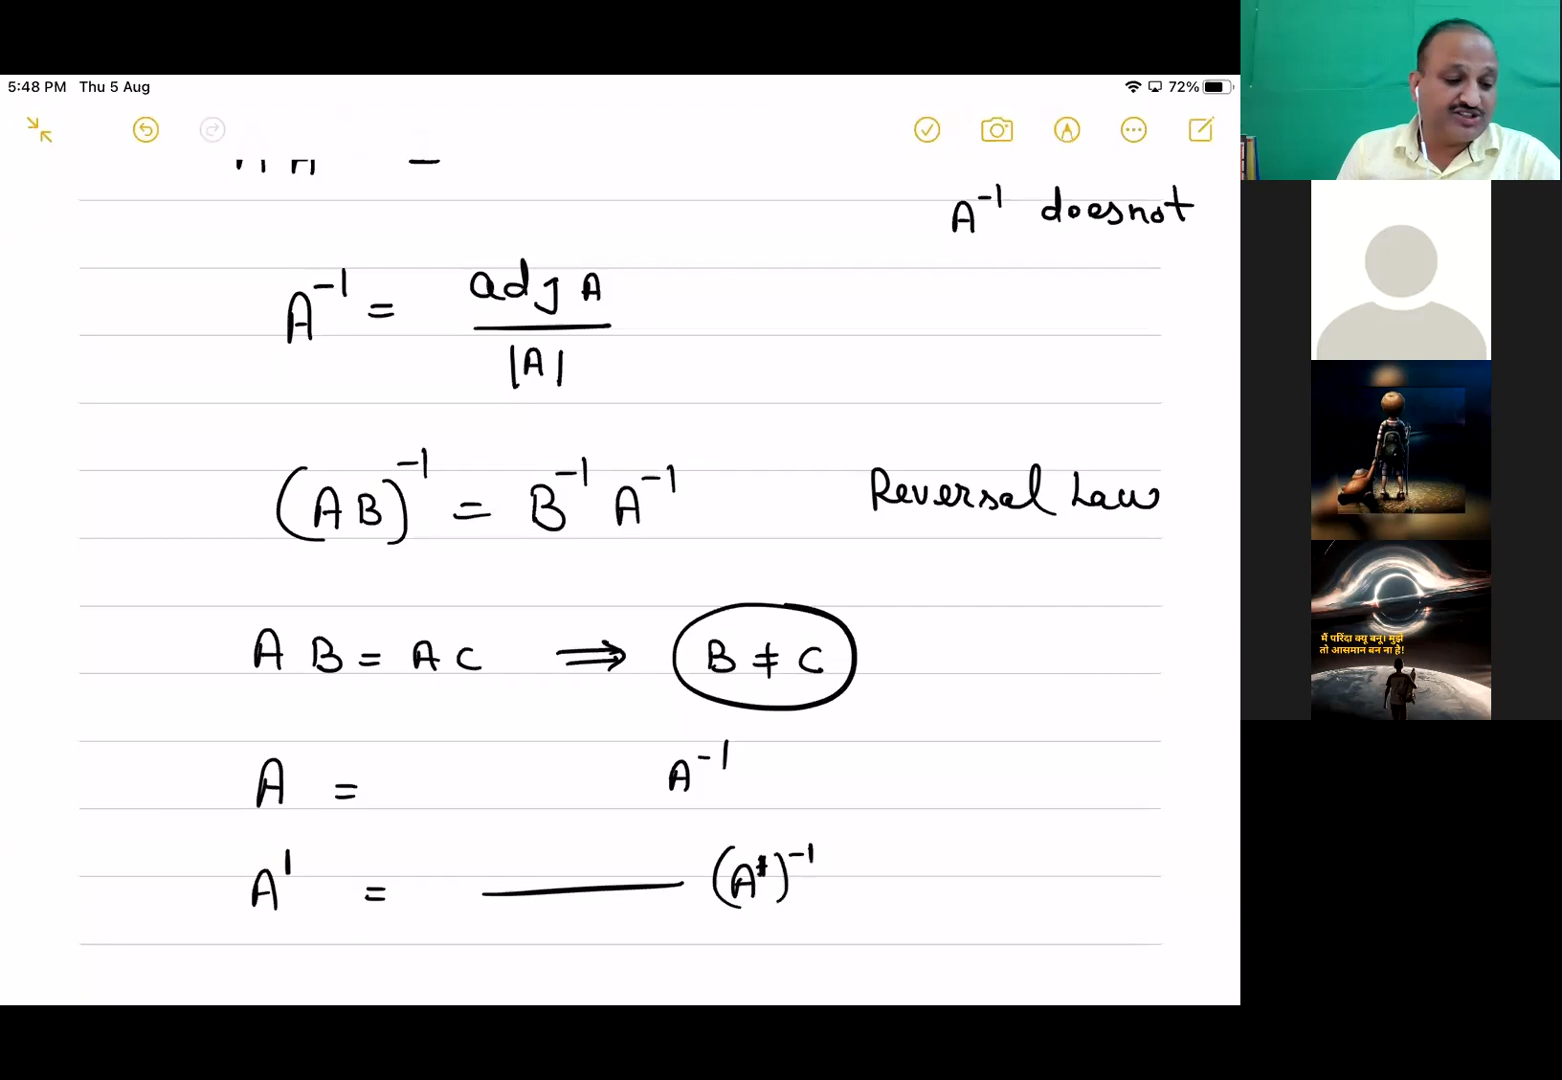 5:48 PM Thu 5 Aug 72%
A⁻¹ doesnot
A⁻¹ = adj A / |A|
(AB)⁻¹ = B⁻¹ A⁻¹ Reversal Law
A B = A C ⇒ B ≠ C
A = A⁻¹
A' = (A')⁻¹
मैं परिंदा क्यू बनू। मुझे
तो आसमान बन ना है!